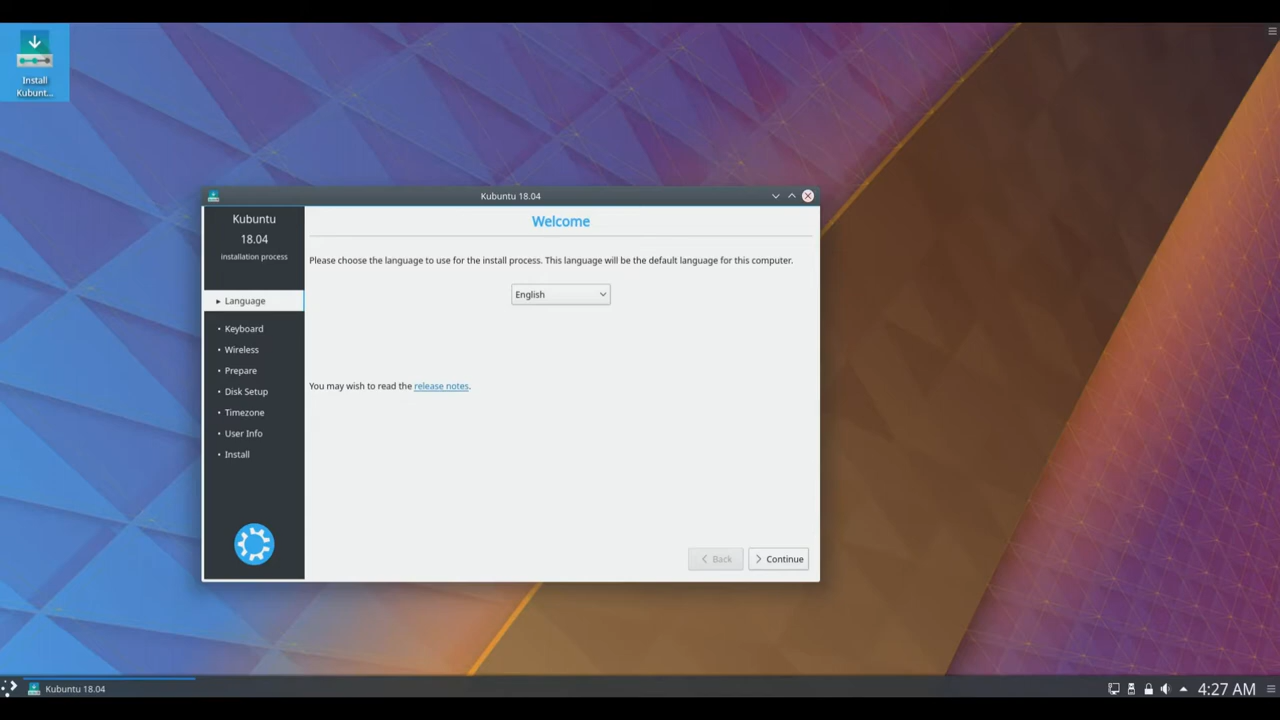 Install
Kubunt...
Kubuntu 18.04
Kubuntu
18.04
installation process
Language
Keyboard
Wireless
Prepare
Disk Setup
Timezone
User Info
Install
Welcome
Please choose the language to use for the install process. This language will be the default language for this computer.
English
You may wish to read the release notes.
Back
Continue
Kubuntu 18.04
4:27 AM